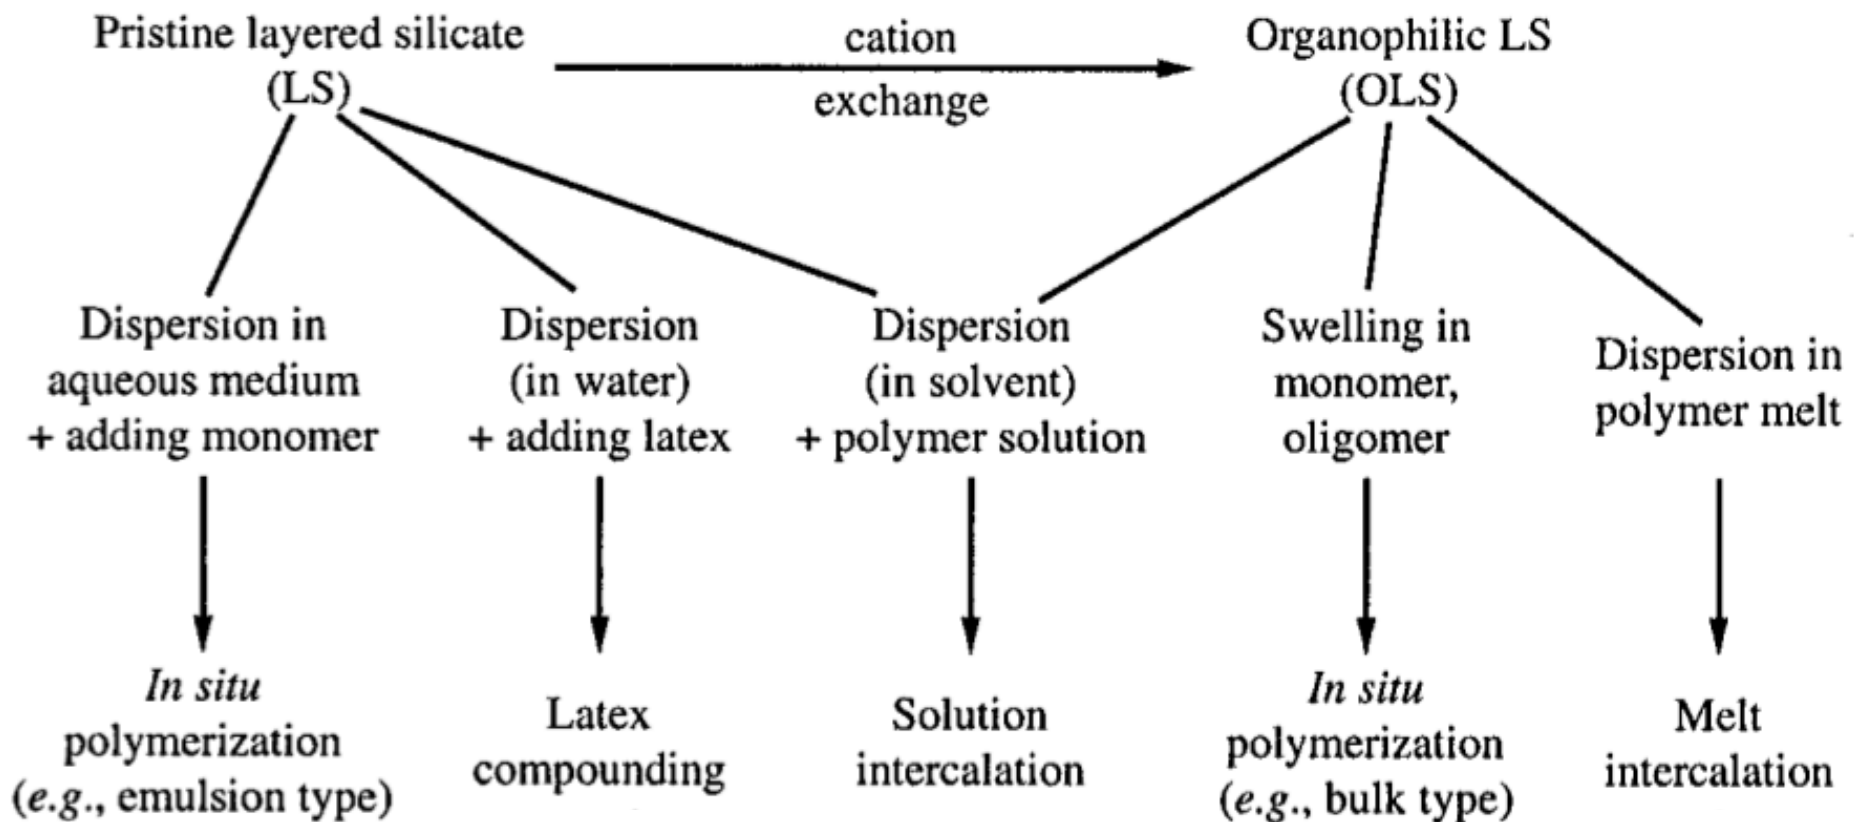 Pristine layered silicate
(LS)
cation
exchange
Organophilic LS
(OLS)
Dispersion in
aqueous medium
+ adding monomer
Dispersion
(in water)
+ adding latex
Dispersion
(in solvent)
+ polymer solution
Swelling in
monomer,
oligomer
Dispersion in
polymer melt
In situ
polymerization
(e.g., emulsion type)
Latex
compounding
Solution
intercalation
In situ
polymerization
(e.g., bulk type)
Melt
intercalation